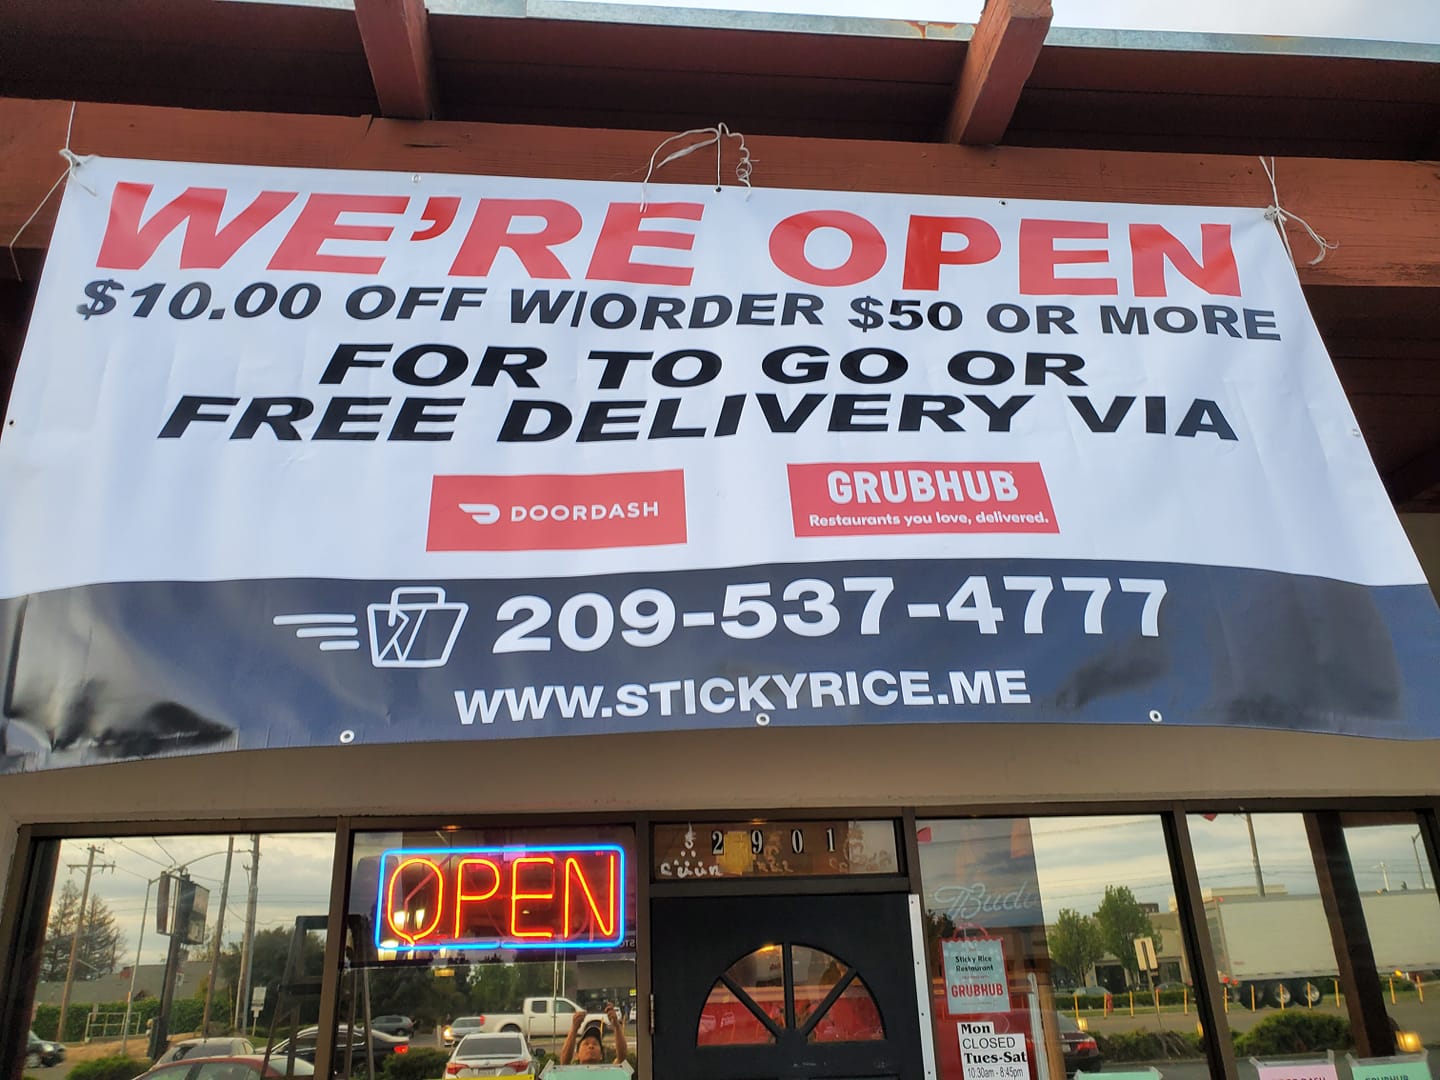 WE'RE OPEN
$10.00 OFF W/ORDER $50 OR MORE
FOR TO GO OR
FREE DELIVERY VIA
DOORDASH
GRUBHUB
Restaurants you love, delivered.
209-537-4777
WWW.STICKYRICE.ME
OPEN
2901
Sticky Rice
Restaurant
GRUBHUB
Mon
CLOSED
Tues-Sat
10:30am - 8:45pm
GRUBHUB